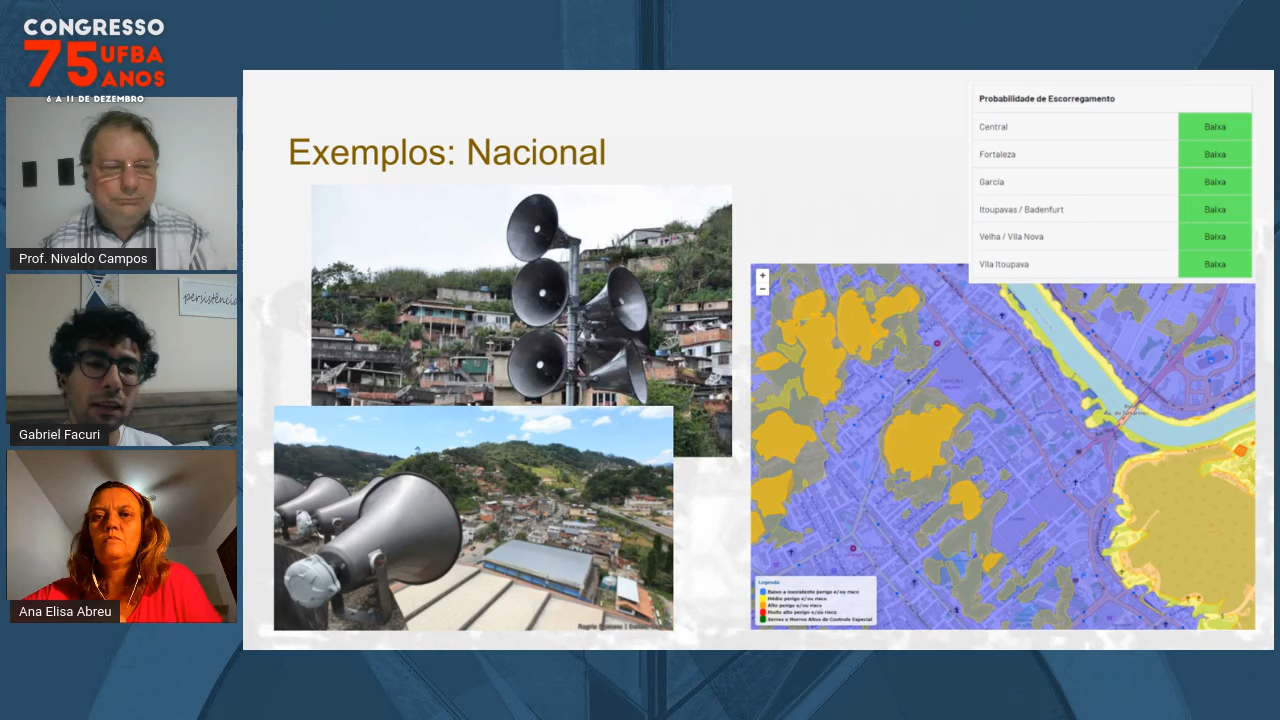 CONGRESSO
75 UFBA
ANOS
6 A 11 DE DEZEMBRO
Prof. Nivaldo Campos
persistência
Gabriel Facuri
Ana Elisa Abreu
Exemplos: Nacional
Probabilidade de Escorregamento
Central Baixa
Fortaleza Baixa
Garcia Baixa
Itoupavas / Badenfurt Baixa
Velha / Vila Nova Baixa
Vila Itoupava Baixa
+
−
Legenda
Baixo a inexistente perigo e/ou risco
Médio perigo e/ou risco
Alto perigo e/ou risco
Muito alto perigo e/ou risco
Serras e Morros Altos de Controle Especial